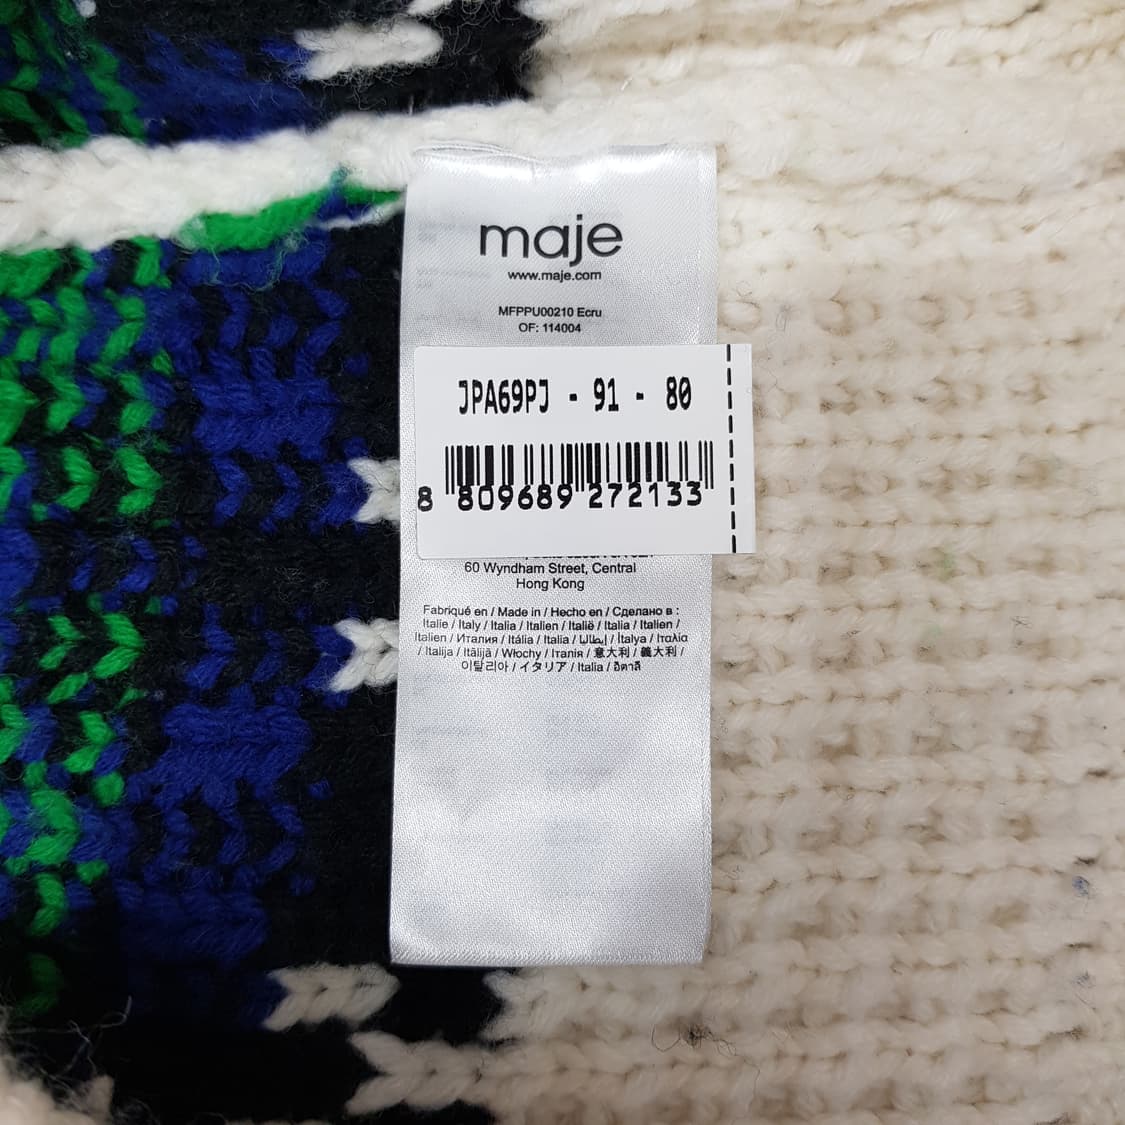 maje
www.maje.com
MFPPU00210 Ecru
OF: 114004
JPA69PJ - 91 - 80
8 809689 272133
60 Wyndham Street, Central
Hong Kong
Fabriqué en / Made in / Hecho en / Сделано в :
Italie / Italy / Italia / Italien / Italië / Italia / Italien /
Italien / Италия / Itália / Italia / إيطاليا / İtalya / Ιταλία
/ Italija / Itālijā / Włochy / Італія / 意大利 / 義大利 /
이탈리아 / イタリア / Italia / อิตาลี